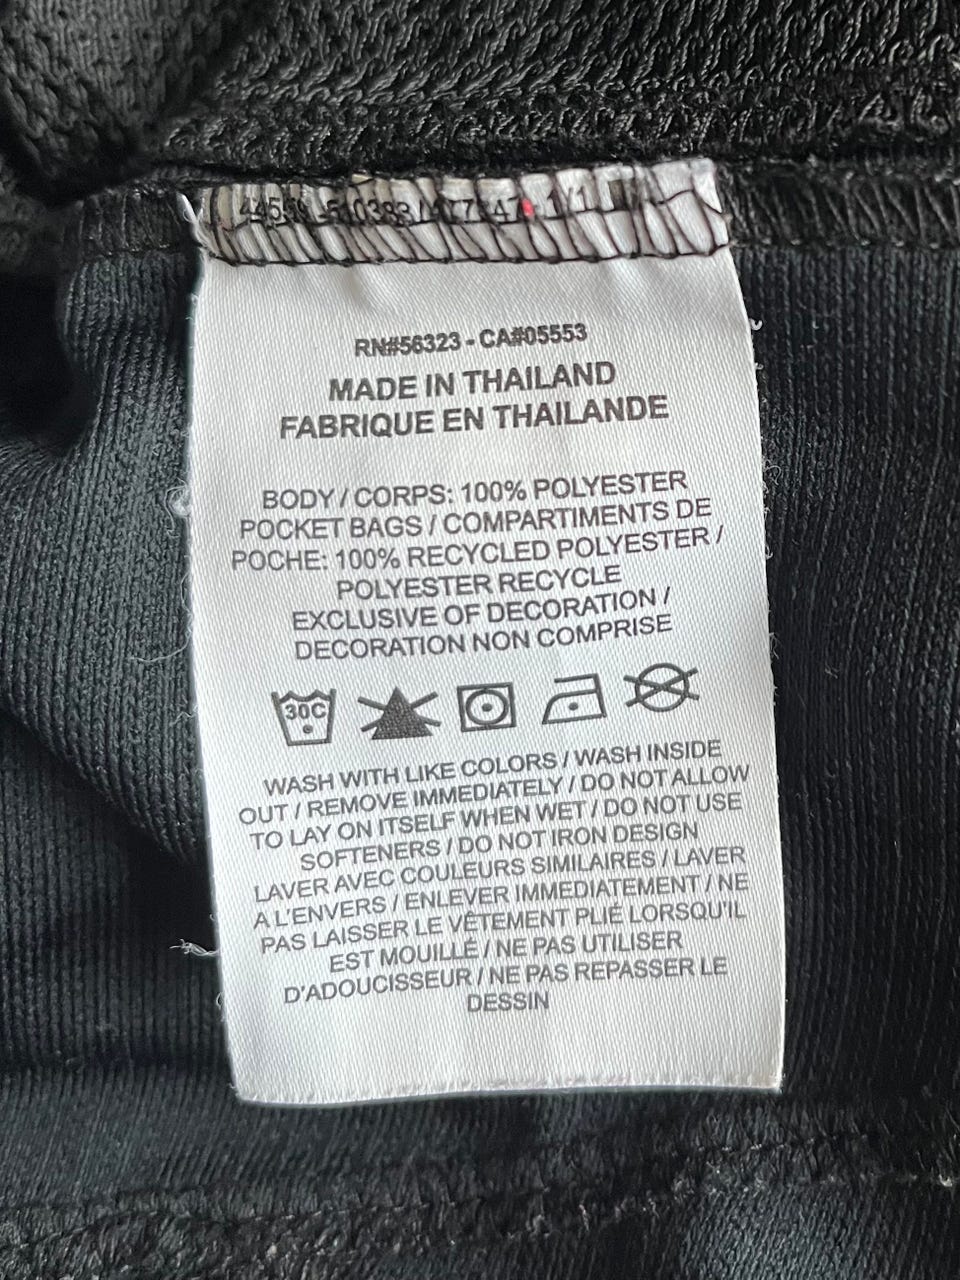 RN#56323 - CA#05553
MADE IN THAILAND
FABRIQUE EN THAILANDE
BODY / CORPS: 100% POLYESTER
POCKET BAGS / COMPARTIMENTS DE
POCHE: 100% RECYCLED POLYESTER /
POLYESTER RECYCLE
EXCLUSIVE OF DECORATION /
DECORATION NON COMPRISE
30C
WASH WITH LIKE COLORS / WASH INSIDE
OUT / REMOVE IMMEDIATELY / DO NOT ALLOW
TO LAY ON ITSELF WHEN WET / DO NOT USE
SOFTENERS / DO NOT IRON DESIGN
LAVER AVEC COULEURS SIMILAIRES / LAVER
A L'ENVERS / ENLEVER IMMEDIATEMENT / NE
PAS LAISSER LE VÊTEMENT PLIÉ LORSQU'IL
EST MOUILLÉ / NE PAS UTILISER
D'ADOUCISSEUR / NE PAS REPASSER LE
DESSIN